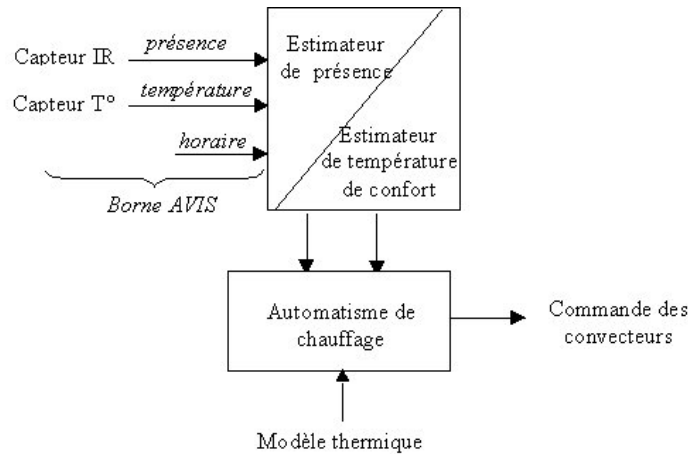 Capteur IR
présence
Capteur T°
température
horaire
Borne AVIS
Estimateur
de présence
Estimateur
de température
de confort
Automatisme de
chauffage
Commande des
convecteurs
Modèle thermique